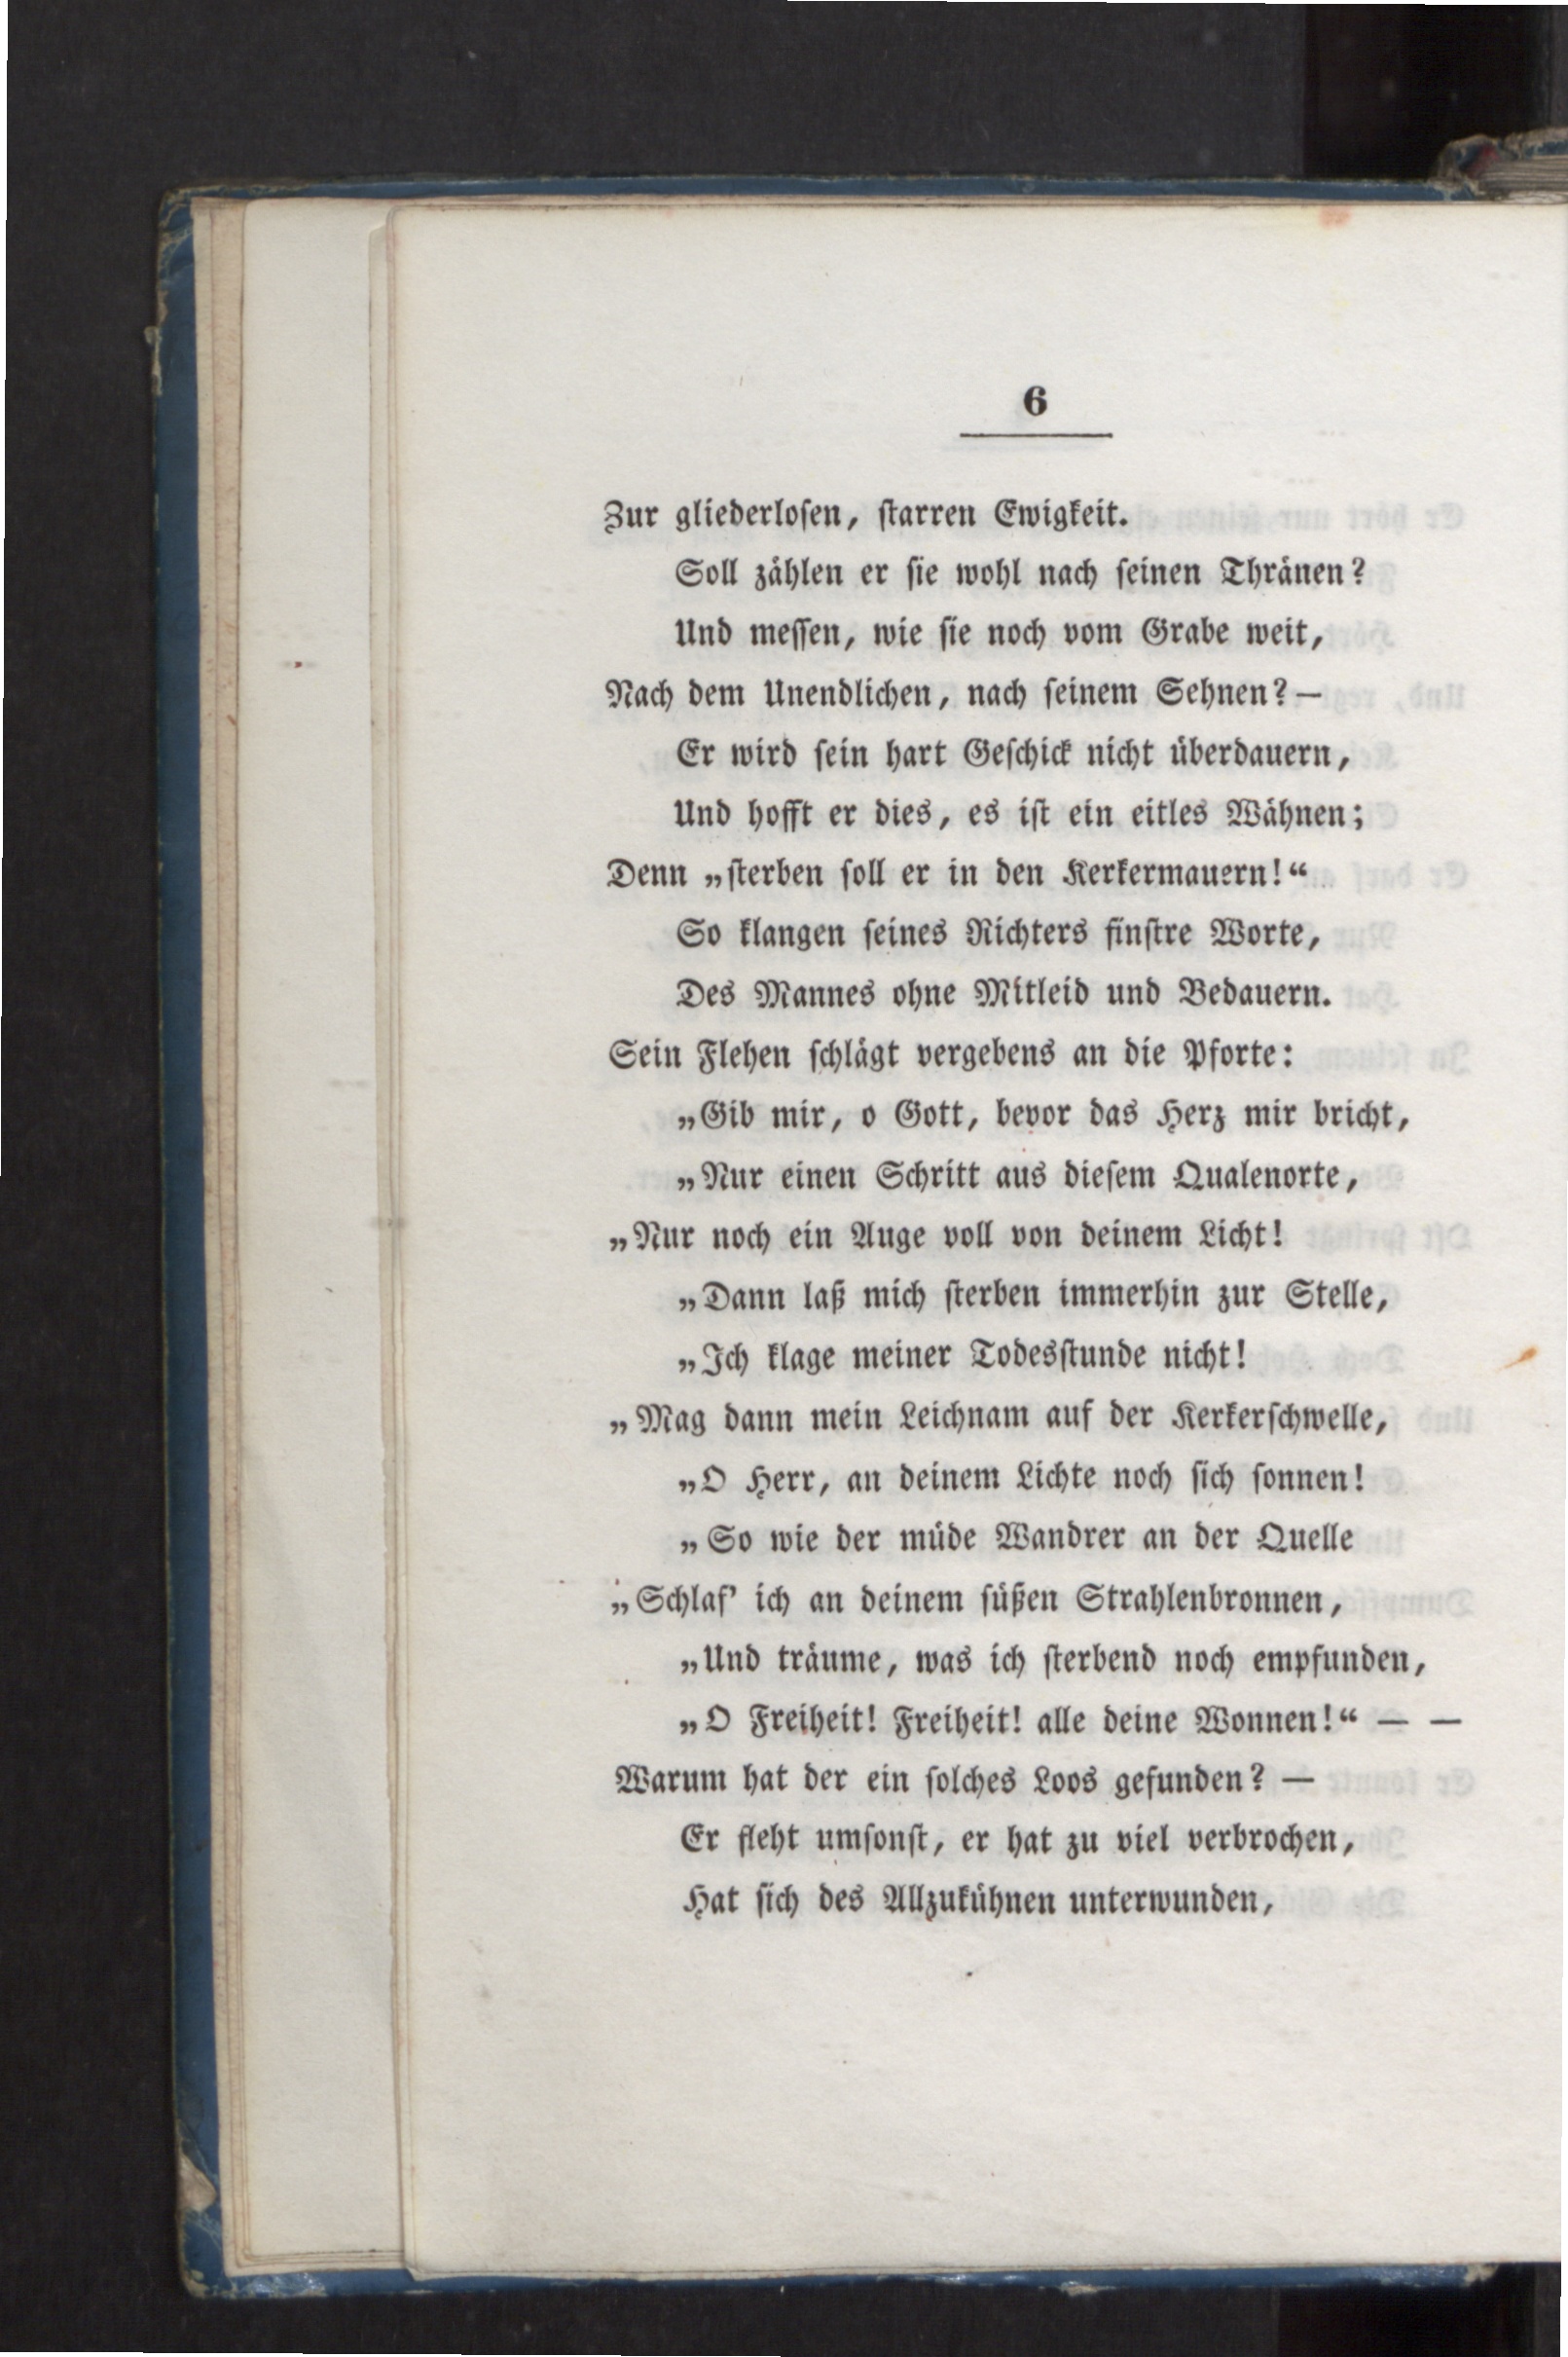 6
Zur gliederlosen, starren Ewigkeit.
Soll zählen er sie wohl nach seinen Thränen?
Und messen, wie sie noch vom Grabe weit,
Nach dem Unendlichen, nach seinem Sehnen? —
Er wird sein hart Geschick nicht überdauern,
Und hofft er dies, es ist ein eitles Wähnen;
Denn „sterben soll er in den Kerkermauern!“
So klangen seines Richters finstre Worte,
Des Mannes ohne Mitleid und Bedauern.
Sein Flehen schlägt vergebens an die Pforte:
„Gib mir, o Gott, bevor das Herz mir bricht,
„Nur einen Schritt aus diesem Qualenorte,
„Nur noch ein Auge voll von deinem Licht!
„Dann laß mich sterben immerhin zur Stelle,
„Ich klage meiner Todesstunde nicht!
„Mag dann mein Leichnam auf der Kerkerschwelle,
„O Herr, an deinem Lichte noch sich sonnen!
„So wie der müde Wandrer an der Quelle
„Schlaf’ ich an deinem süßen Strahlenbronnen,
„Und träume, was ich sterbend noch empfunden,
„O Freiheit! Freiheit! alle deine Wonnen!“ — —
Warum hat der ein solches Loos gefunden? —
Er fleht umsonst, er hat zu viel verbrochen,
Hat sich des Allzukühnen unterwunden,